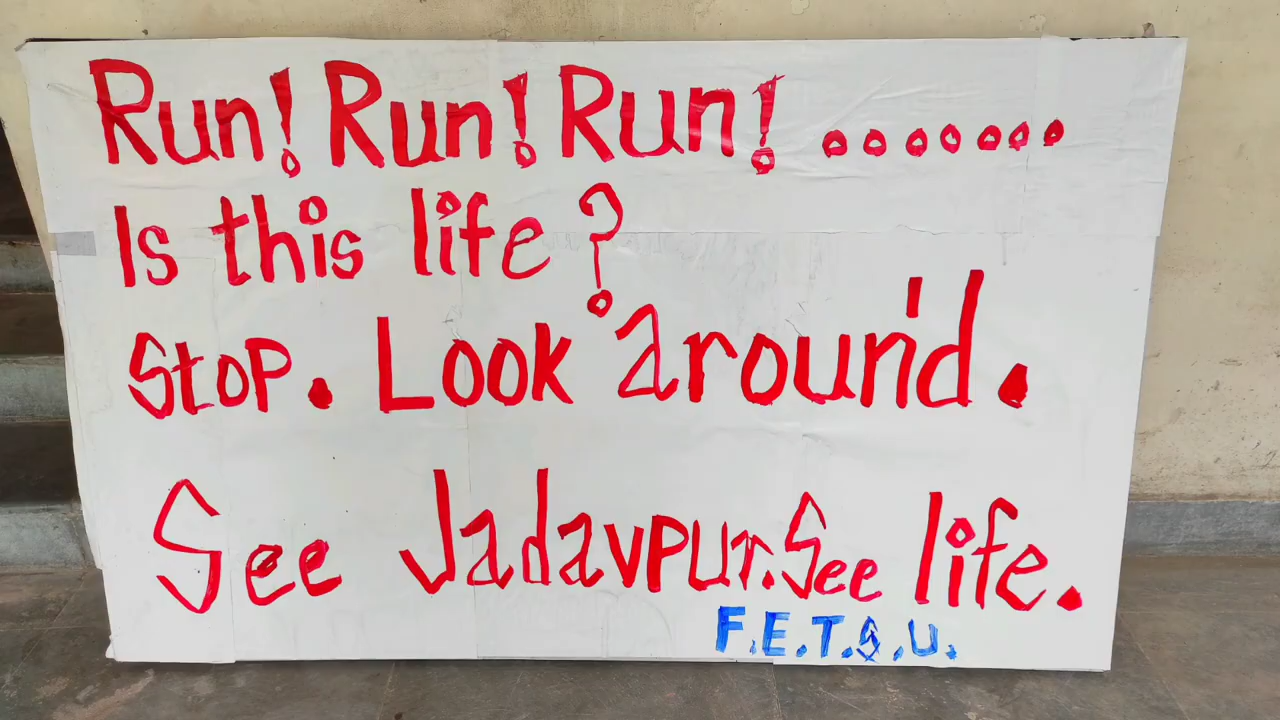 Run! Run! Run! .......
Is this life?
Stop. Look around.
See Jadavpur. See life.
F.E.T.S.U.